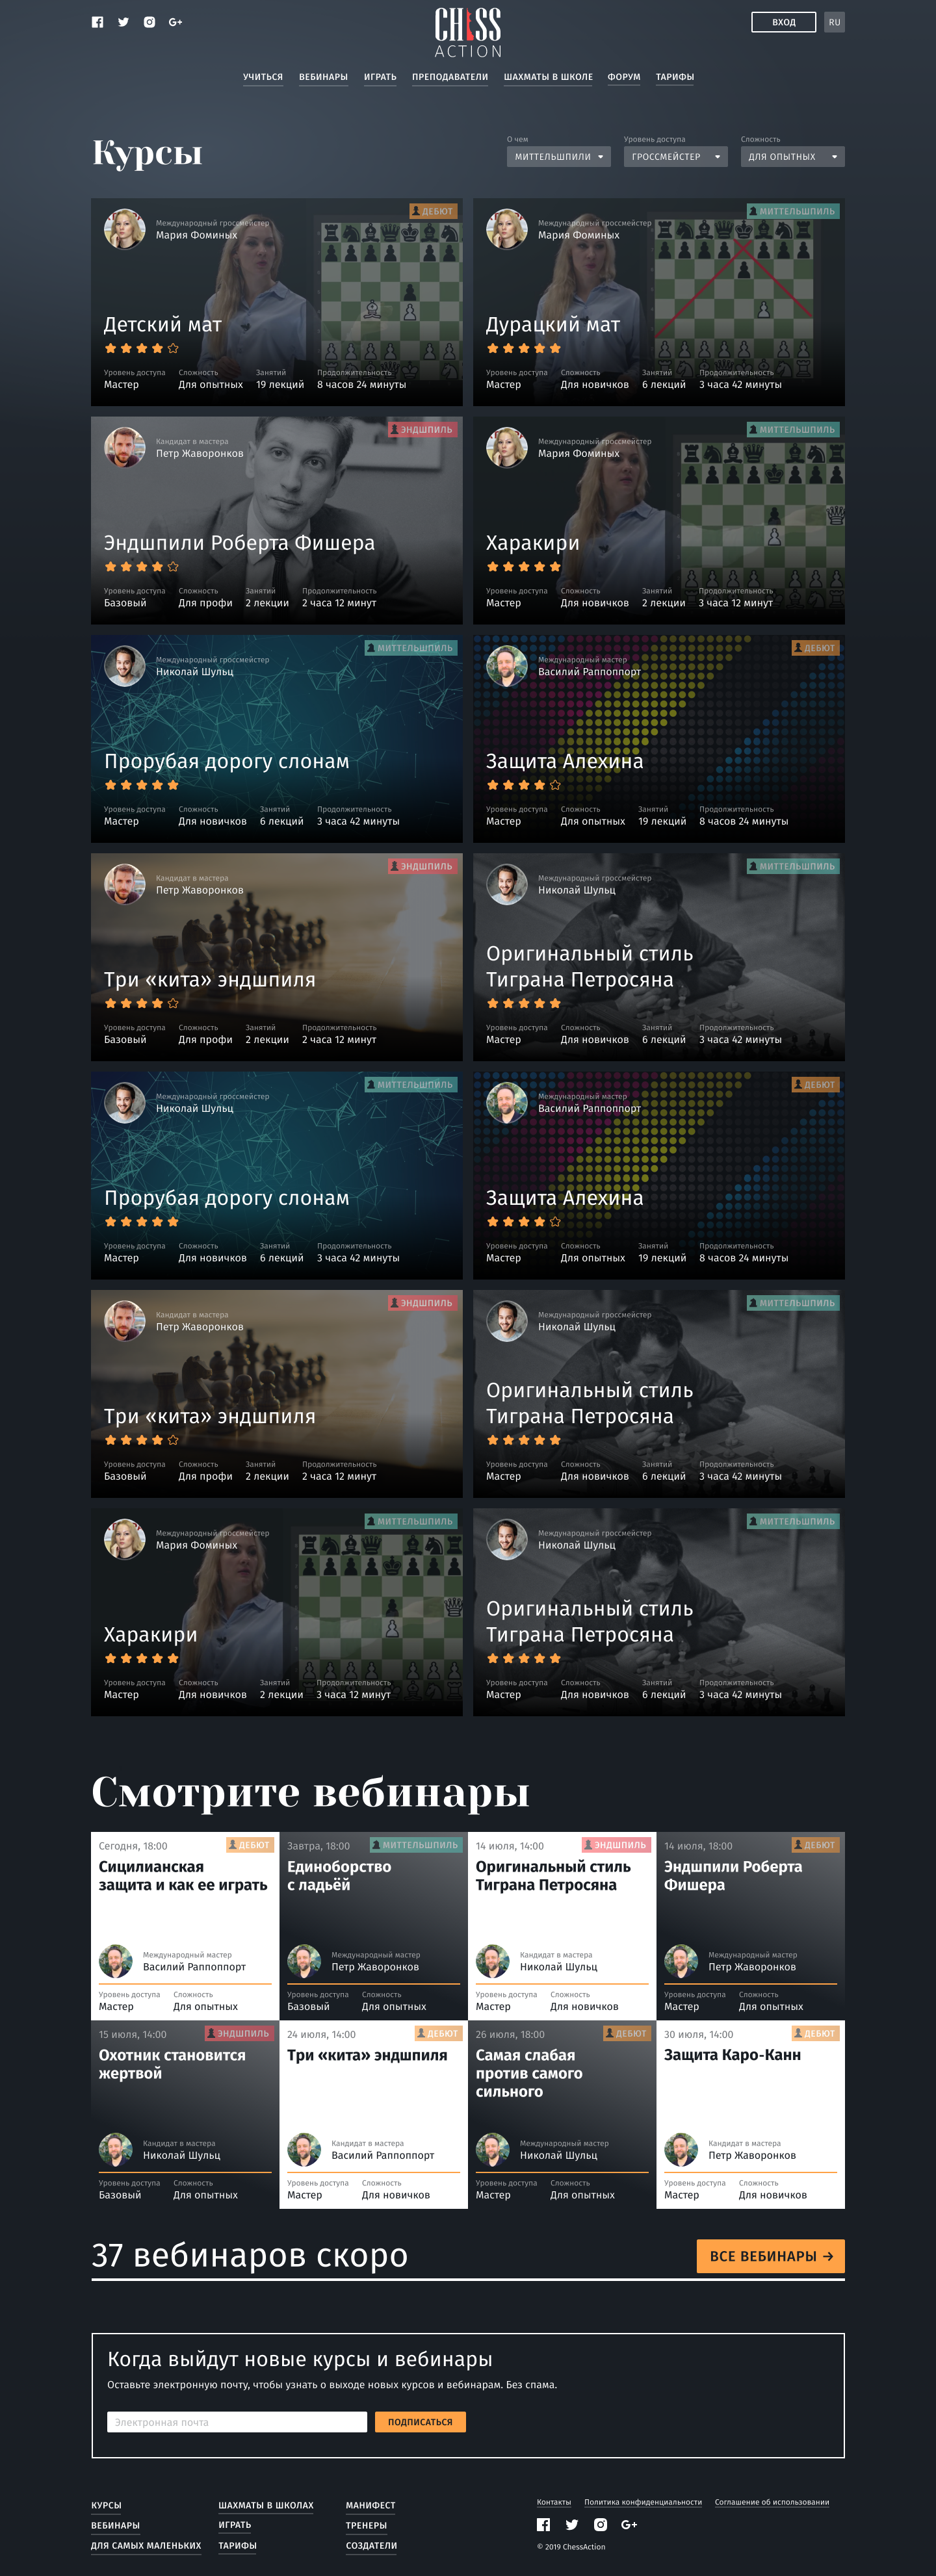 CHESS
ACTION
ВХОД
RU
УЧИТЬСЯ ВЕБИНАРЫ ИГРАТЬ ПРЕПОДАВАТЕЛИ ШАХМАТЫ В ШКОЛЕ ФОРУМ ТАРИФЫ
Курсы
О чем Уровень доступа Сложность
МИТТЕЛЬШПИЛИ ГРОССМЕЙСТЕР ДЛЯ ОПЫТНЫХ
ДЕБЮТ
Международный гроссмейстер
Мария Фоминых
Детский мат
Уровень доступа Сложность Занятий Продолжительность
Мастер Для опытных 19 лекций 8 часов 24 минуты
МИТТЕЛЬШПИЛЬ
Международный гроссмейстер
Мария Фоминых
Дурацкий мат
Уровень доступа Сложность Занятий Продолжительность
Мастер Для новичков 6 лекций 3 часа 42 минуты
ЭНДШПИЛЬ
Кандидат в мастера
Петр Жаворонков
Эндшпили Роберта Фишера
Уровень доступа Сложность Занятий Продолжительность
Базовый Для профи 2 лекции 2 часа 12 минут
МИТТЕЛЬШПИЛЬ
Международный гроссмейстер
Мария Фоминых
Харакири
Уровень доступа Сложность Занятий Продолжительность
Мастер Для новичков 2 лекции 3 часа 12 минут
МИТТЕЛЬШПИЛЬ
Международный гроссмейстер
Николай Шульц
Прорубая дорогу слонам
Уровень доступа Сложность Занятий Продолжительность
Мастер Для новичков 6 лекций 3 часа 42 минуты
ДЕБЮТ
Международный мастер
Василий Раппоппорт
Защита Алехина
Уровень доступа Сложность Занятий Продолжительность
Мастер Для опытных 19 лекций 8 часов 24 минуты
ЭНДШПИЛЬ
Кандидат в мастера
Петр Жаворонков
Три «кита» эндшпиля
Уровень доступа Сложность Занятий Продолжительность
Базовый Для профи 2 лекции 2 часа 12 минут
МИТТЕЛЬШПИЛЬ
Международный гроссмейстер
Николай Шульц
Оригинальный стиль
Тиграна Петросяна
Уровень доступа Сложность Занятий Продолжительность
Мастер Для новичков 6 лекций 3 часа 42 минуты
МИТТЕЛЬШПИЛЬ
Международный гроссмейстер
Николай Шульц
Прорубая дорогу слонам
Уровень доступа Сложность Занятий Продолжительность
Мастер Для новичков 6 лекций 3 часа 42 минуты
ДЕБЮТ
Международный мастер
Василий Раппоппорт
Защита Алехина
Уровень доступа Сложность Занятий Продолжительность
Мастер Для опытных 19 лекций 8 часов 24 минуты
ЭНДШПИЛЬ
Кандидат в мастера
Петр Жаворонков
Три «кита» эндшпиля
Уровень доступа Сложность Занятий Продолжительность
Базовый Для профи 2 лекции 2 часа 12 минут
МИТТЕЛЬШПИЛЬ
Международный гроссмейстер
Николай Шульц
Оригинальный стиль
Тиграна Петросяна
Уровень доступа Сложность Занятий Продолжительность
Мастер Для новичков 6 лекций 3 часа 42 минуты
МИТТЕЛЬШПИЛЬ
Международный гроссмейстер
Мария Фоминых
Харакири
Уровень доступа Сложность Занятий Продолжительность
Мастер Для новичков 2 лекции 3 часа 12 минут
МИТТЕЛЬШПИЛЬ
Международный гроссмейстер
Николай Шульц
Оригинальный стиль
Тиграна Петросяна
Уровень доступа Сложность Занятий Продолжительность
Мастер Для новичков 6 лекций 3 часа 42 минуты
Смотрите вебинары
Сегодня, 18:00 ДЕБЮТ
Сицилианская
защита и как ее играть
Международный мастер
Василий Раппоппорт
Уровень доступа Сложность
Мастер Для опытных
Завтра, 18:00 МИТТЕЛЬШПИЛЬ
Единоборство
с ладьёй
Международный мастер
Петр Жаворонков
Уровень доступа Сложность
Базовый Для опытных
14 июля, 14:00 ЭНДШПИЛЬ
Оригинальный стиль
Тиграна Петросяна
Кандидат в мастера
Николай Шульц
Уровень доступа Сложность
Мастер Для новичков
14 июля, 18:00 ДЕБЮТ
Эндшпили Роберта
Фишера
Международный мастер
Петр Жаворонков
Уровень доступа Сложность
Мастер Для опытных
15 июля, 14:00 ЭНДШПИЛЬ
Охотник становится
жертвой
Кандидат в мастера
Николай Шульц
Уровень доступа Сложность
Базовый Для опытных
24 июля, 14:00 ДЕБЮТ
Три «кита» эндшпиля
Кандидат в мастера
Василий Раппоппорт
Уровень доступа Сложность
Мастер Для новичков
26 июля, 18:00 ДЕБЮТ
Самая слабая
против самого
сильного
Международный мастер
Николай Шульц
Уровень доступа Сложность
Мастер Для опытных
30 июля, 14:00 ДЕБЮТ
Защита Каро-Канн
Кандидат в мастера
Петр Жаворонков
Уровень доступа Сложность
Мастер Для новичков
37 вебинаров скоро
ВСЕ ВЕБИНАРЫ →
Когда выйдут новые курсы и вебинары
Оставьте электронную почту, чтобы узнать о выходе новых курсов и вебинарам. Без спама.
Электронная почта
ПОДПИСАТЬСЯ
КУРСЫ ШАХМАТЫ В ШКОЛАХ МАНИФЕСТ
ВЕБИНАРЫ ИГРАТЬ ТРЕНЕРЫ
ДЛЯ САМЫХ МАЛЕНЬКИХ ТАРИФЫ СОЗДАТЕЛИ
Контакты Политика конфиденциальности Соглашение об использовании
© 2019 ChessAction